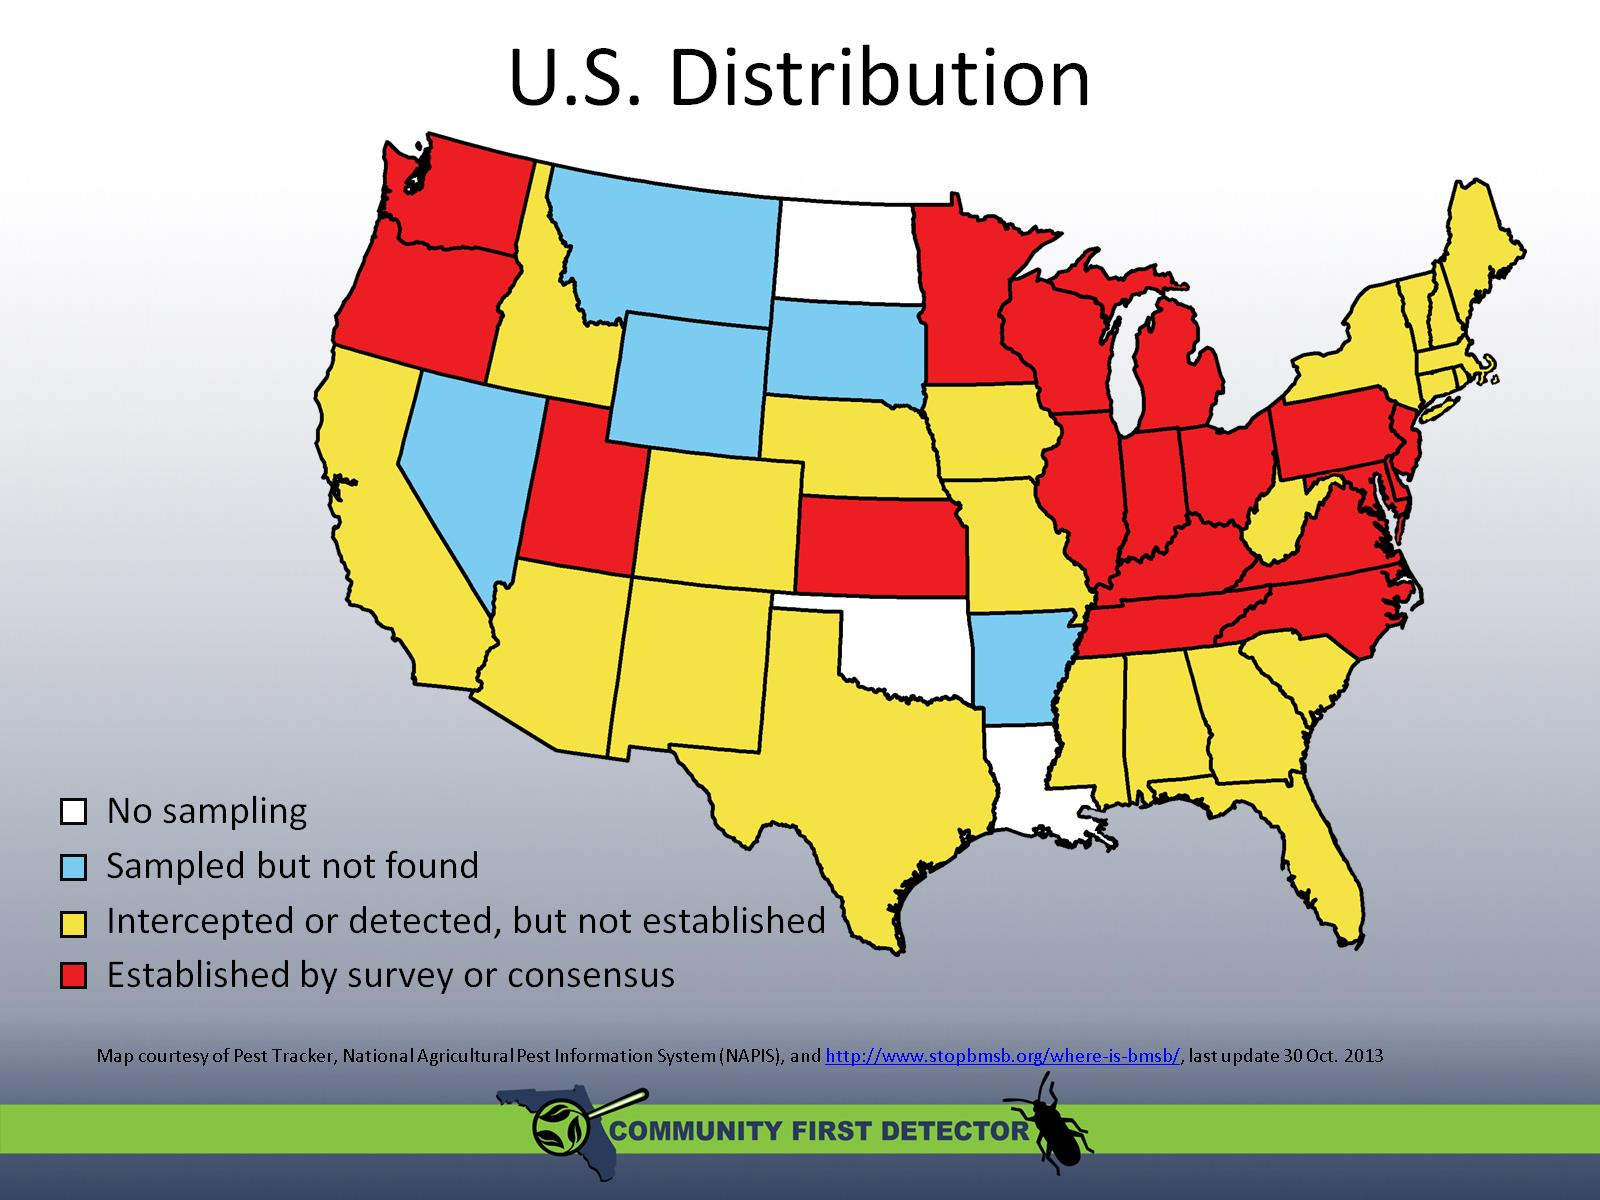 U.S. Distribution
No sampling
Sampled but not found
Intercepted or detected, but not established
Established by survey or consensus
Map courtesy of Pest Tracker, National Agricultural Pest Information System (NAPIS), and http://www.stopbmsb.org/where-is-bmsb/, last update 30 Oct. 2013
COMMUNITY FIRST DETECTOR